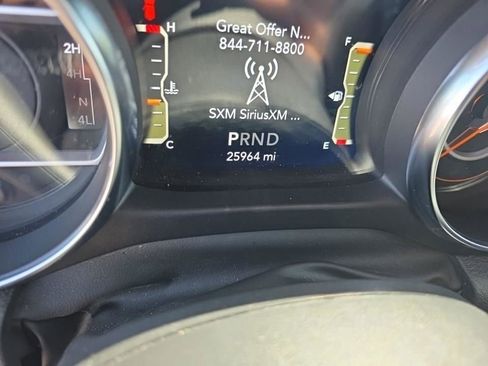 Great Offer N...
844-711-8800
SXM SiriusXM ...
PRND
25964 mi
H
C
F
E
2H
4H
N
4L